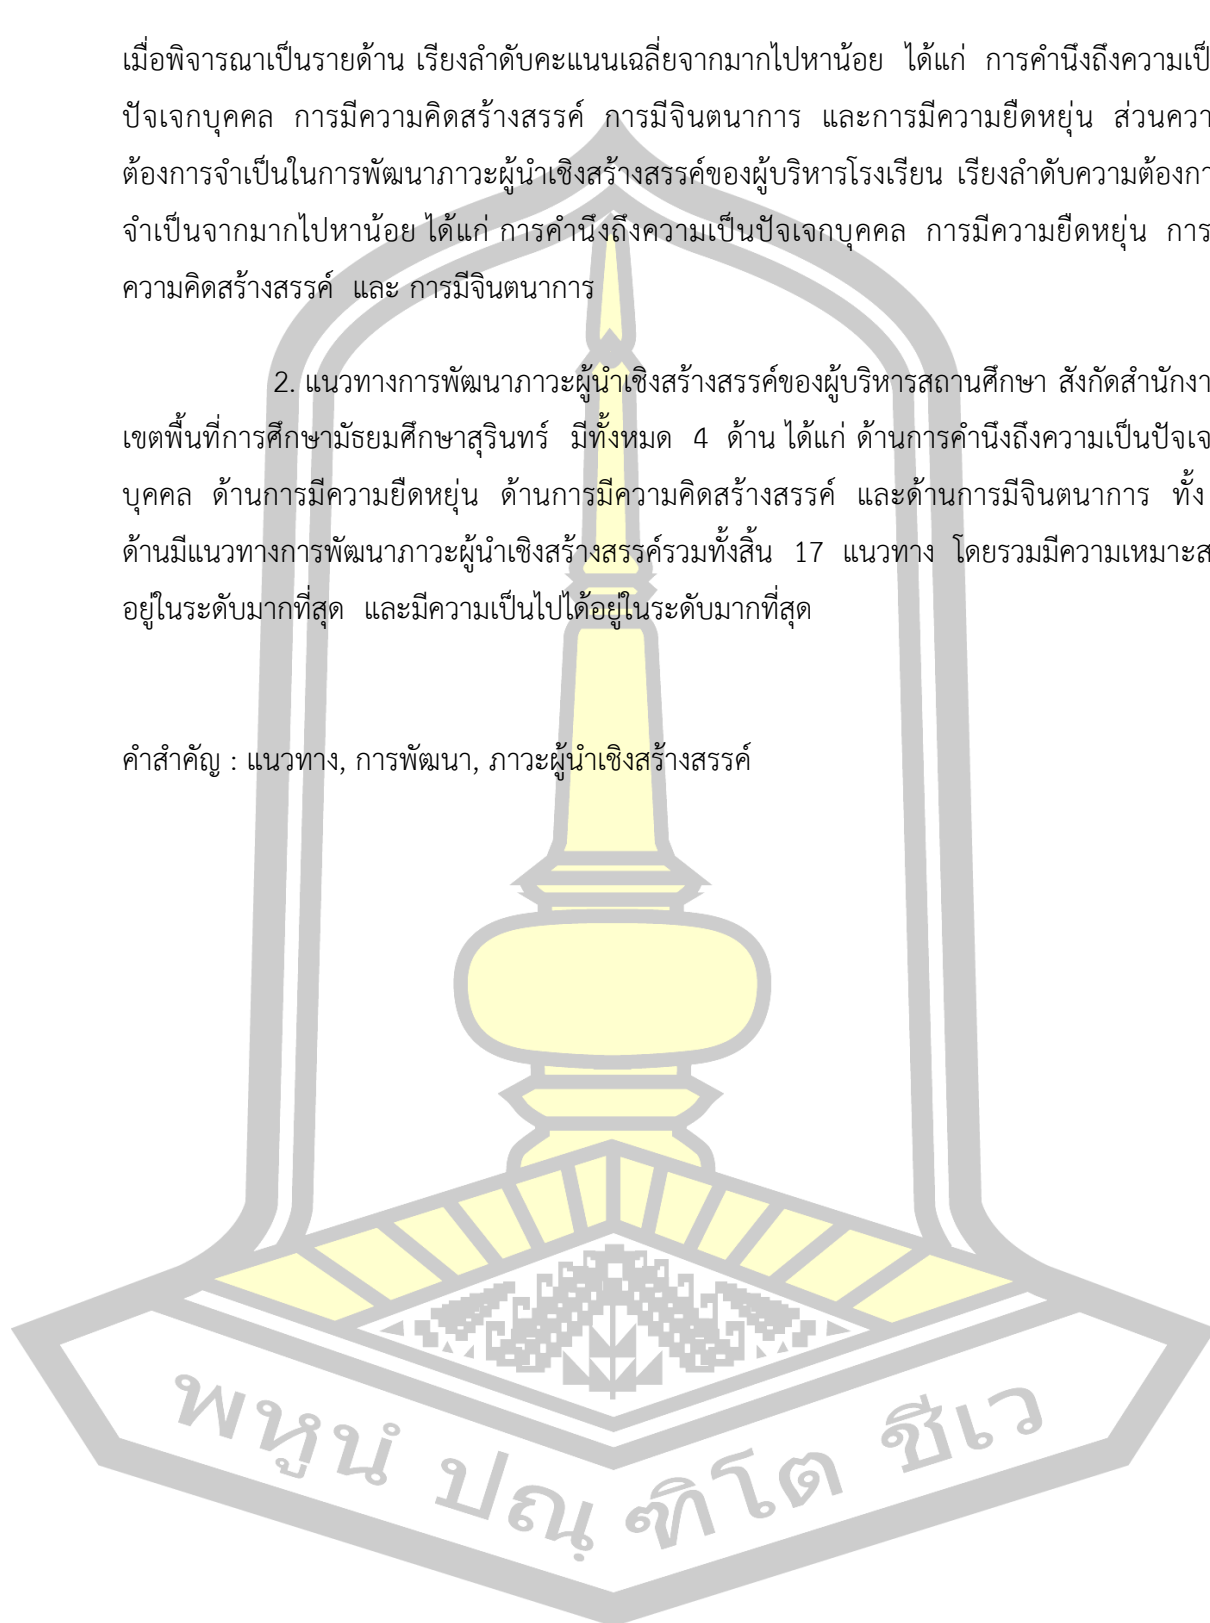 เมื่อพิจารณาเป็นรายด้าน เรียงลำดับคะแนนเฉลี่ยจากมากไปหาน้อย ได้แก่ การคำนึงถึงความเป็
ปัจเจกบุคคล การมีความคิดสร้างสรรค์ การมีจินตนาการ และการมีความยืดหยุ่น ส่วนควา
ต้องการจำเป็นในการพัฒนาภาวะผู้นำเชิงสร้างสรรค์ของผู้บริหารโรงเรียน เรียงลำดับความต้องกา
จำเป็นจากมากไปหาน้อย ได้แก่ การคำนึงถึงความเป็นปัจเจกบุคคล การมีความยืดหยุ่น การ
ความคิดสร้างสรรค์ และ การมีจินตนาการ
2. แนวทางการพัฒนาภาวะผู้นำเชิงสร้างสรรค์ของผู้บริหารสถานศึกษา สังกัดสำนักงา
เขตพื้นที่การศึกษามัธยมศึกษาสุรินทร์ มีทั้งหมด 4 ด้าน ได้แก่ ด้านการคำนึงถึงความเป็นปัจเจ
บุคคล ด้านการมีความยืดหยุ่น ด้านการมีความคิดสร้างสรรค์ และด้านการมีจินตนาการ ทั้ง
ด้านมีแนวทางการพัฒนาภาวะผู้นำเชิงสร้างสรรค์รวมทั้งสิ้น 17 แนวทาง โดยรวมมีความเหมาะส
อยู่ในระดับมากที่สุด และมีความเป็นไปได้อยู่ในระดับมากที่สุด
คำสำคัญ : แนวทาง, การพัฒนา, ภาวะผู้นำเชิงสร้างสรรค์
พหูนํ ปณฺฑิโต ชีเว